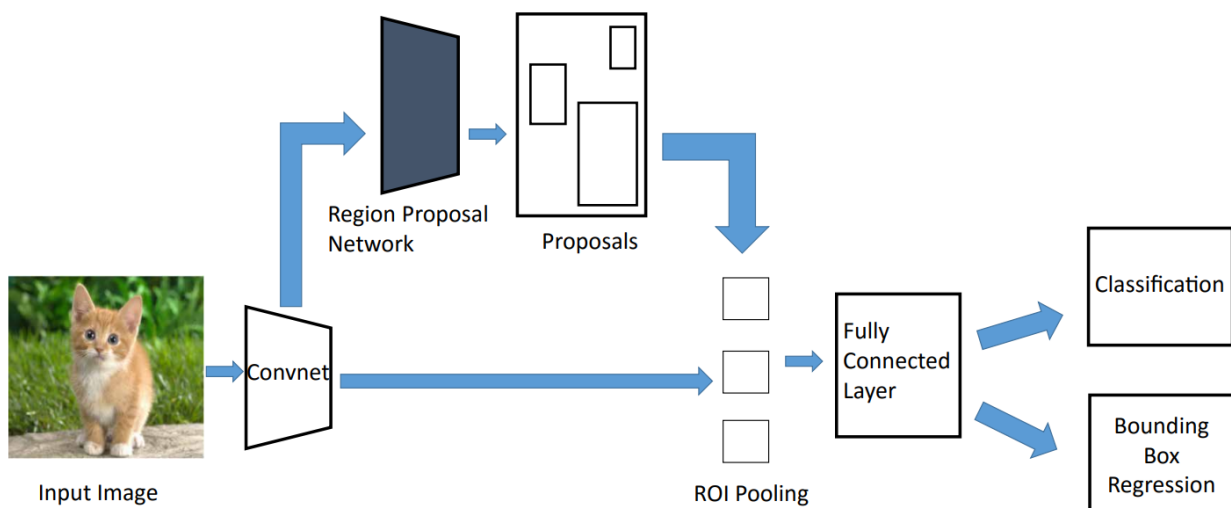 Region Proposal
Network
Proposals
Convnet
Fully
Connected
Layer
Classification
Bounding
Box
Regression
Input Image
ROI Pooling